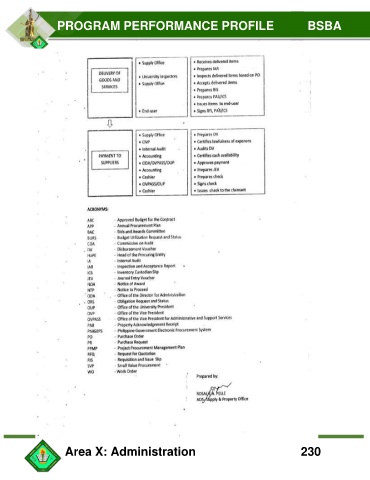 PROGRAM PERFORMANCE PROFILE BSBA
DELIVERY OF GOODS AND SERVICES
• Supply Office
• University Inspectors
• Supply Office
• End-user
• Receives delivered items
• Prepares IAR
• Inspects delivered items based on PO
• Accepts delivered items
• Prepares RIS
• Prepares PAR/ICS
• Issues items to end-user
• Signs RIS, PAR/ICS
PAYMENT TO SUPPLIERS
• Supply Office
• OVP
• Internal Audit
• Accounting
• ODA/OVPASS/OUP
• Accounting
• Cashier
• OVPASS/OUP
• Cashier
• Prepares DV
• Certifies lawfulness of expenses
• Audits DV
• Certifies cash availability
• Approves payment
• Prepares JEV
• Prepares check
• Signs check
• Issues check to the claimant
ACRONYMS:
ABC - Approved Budget for the Contract
APP - Annual Procurement Plan
BAC - Bids and Awards Committee
BURS - Budget Utilization Request and Status
COA - Commission on Audit
DV - Disbursement Voucher
HoPE - Head of the Procuring Entity
IA - Internal Audit
IAR - Inspection and Acceptance Report
ICS - Inventory Custodian Slip
JEV - Journal Entry Voucher
NOA - Notice of Award
NTP - Notice to Proceed
ODA - Office of the Director for Administration
ORS - Obligation Request and Status
OUP - Office of the University President
OVP - Office of the Vice President
OVPASS - Office of the Vice President for Administrative and Support Services
PAR - Property Acknowledgement Receipt
PhilGEPS - Philippine Government Electronic Procurement System
PO - Purchase Order
PR - Purchase Request
PPMP - Project Procurement Management Plan
RFQ - Request for Quotation
RIS - Requisition and Issue Slip
SVP - Small Value Procurement
WO - Work Order
Prepared by:
Supply & Property Office
Area X: Administration 230